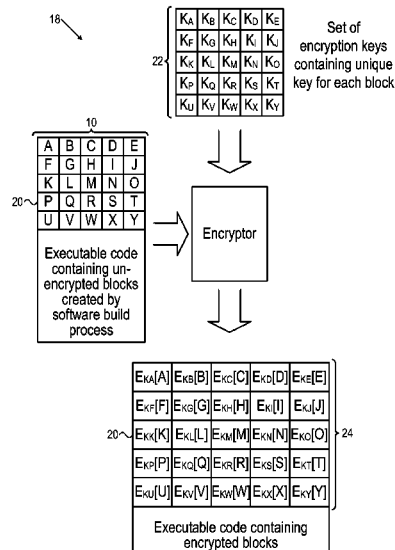 18
K_A K_B K_C K_D K_E
K_F K_G K_H K_I K_J
22
K_K K_L K_M K_N K_O
K_P K_Q K_R K_S K_T
K_U K_V K_W K_X K_Y
Set of
encryption keys
containing unique
key for each block
10
A B C D E
F G H I J
K L M N O
20
P Q R S T
U V W X Y
Executable code
containing un-
encrypted blocks
created by
software build
process
Encryptor
E_KA[A] E_KB[B] E_KC[C] E_KD[D] E_KE[E]
E_KF[F] E_KG[G] E_KH[H] E_KI[I] E_KJ[J]
20
E_KK[K] E_KL[L] E_KM[M] E_KN[N] E_KO[O]
24
E_KP[P] E_KQ[Q] E_KR[R] E_KS[S] E_KT[T]
E_KU[U] E_KV[V] E_KW[W] E_KX[X] E_KY[Y]
Executable code containing
encrypted blocks